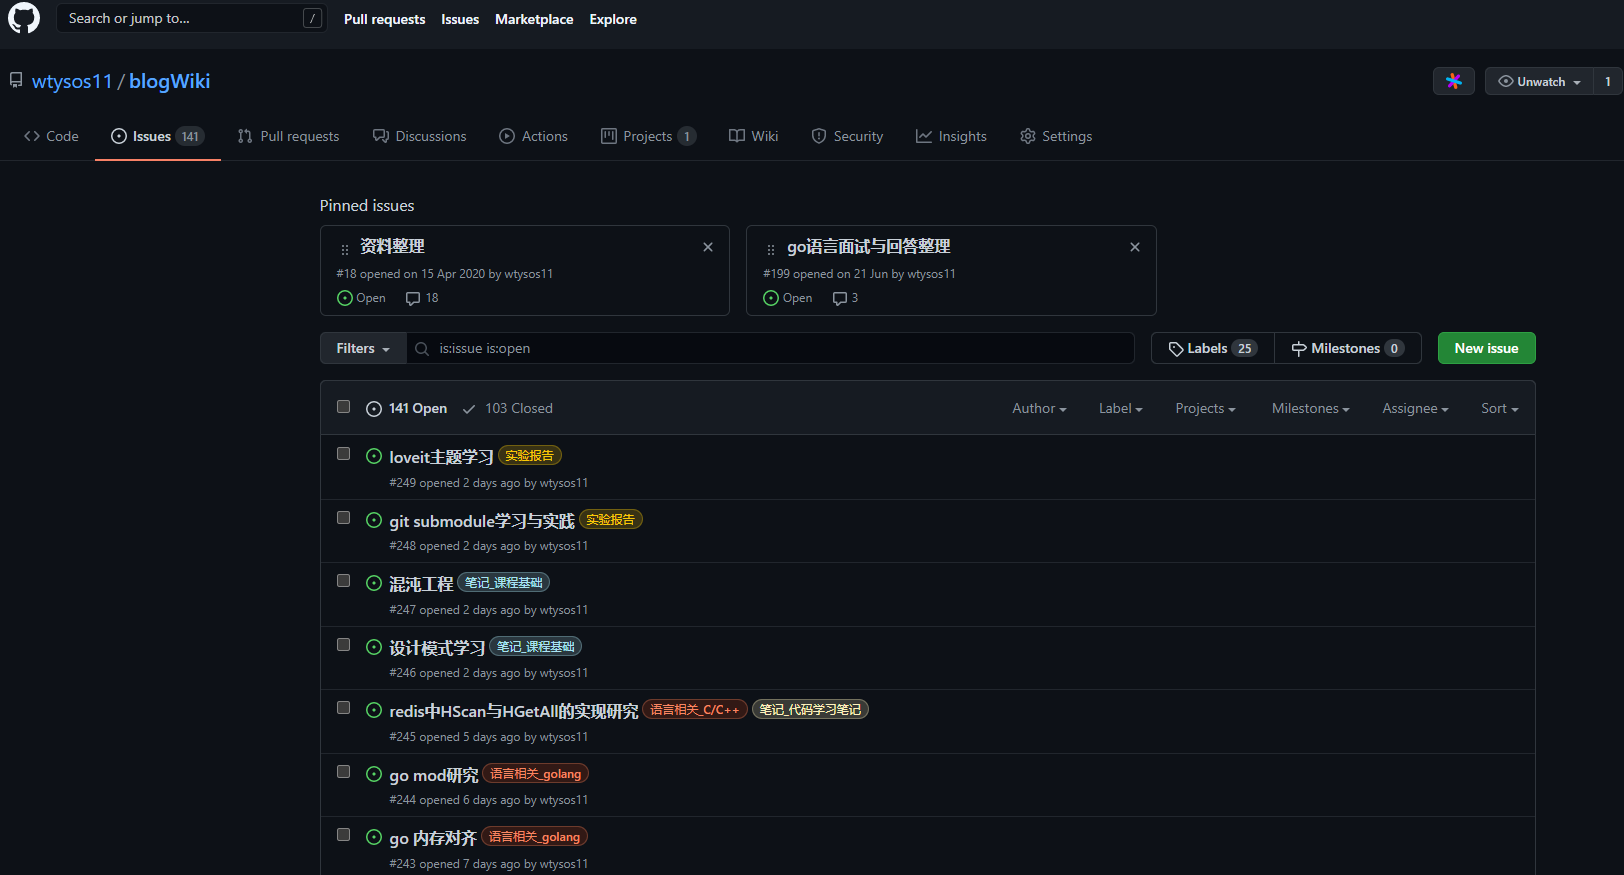 Search or jump to... / Pull requests Issues Marketplace Explore
wtysos11 / blogWiki Unwatch 1
Code Issues 141 Pull requests Discussions Actions Projects 1 Wiki Security Insights Settings
Pinned issues
资料整理
#18 opened on 15 Apr 2020 by wtysos11
Open 18
go语言面试与回答整理
#199 opened on 21 Jun by wtysos11
Open 3
Filters is:issue is:open Labels 25 Milestones 0 New issue
141 Open 103 Closed Author Label Projects Milestones Assignee Sort
loveit主题学习 实验报告
#249 opened 2 days ago by wtysos11
git submodule学习与实践 实验报告
#248 opened 2 days ago by wtysos11
混沌工程 笔记_课程基础
#247 opened 2 days ago by wtysos11
设计模式学习 笔记_课程基础
#246 opened 2 days ago by wtysos11
redis中HScan与HGetAll的实现研究 语言相关_C/C++ 笔记_代码学习笔记
#245 opened 5 days ago by wtysos11
go mod研究 语言相关_golang
#244 opened 6 days ago by wtysos11
go 内存对齐 语言相关_golang
#243 opened 7 days ago by wtysos11